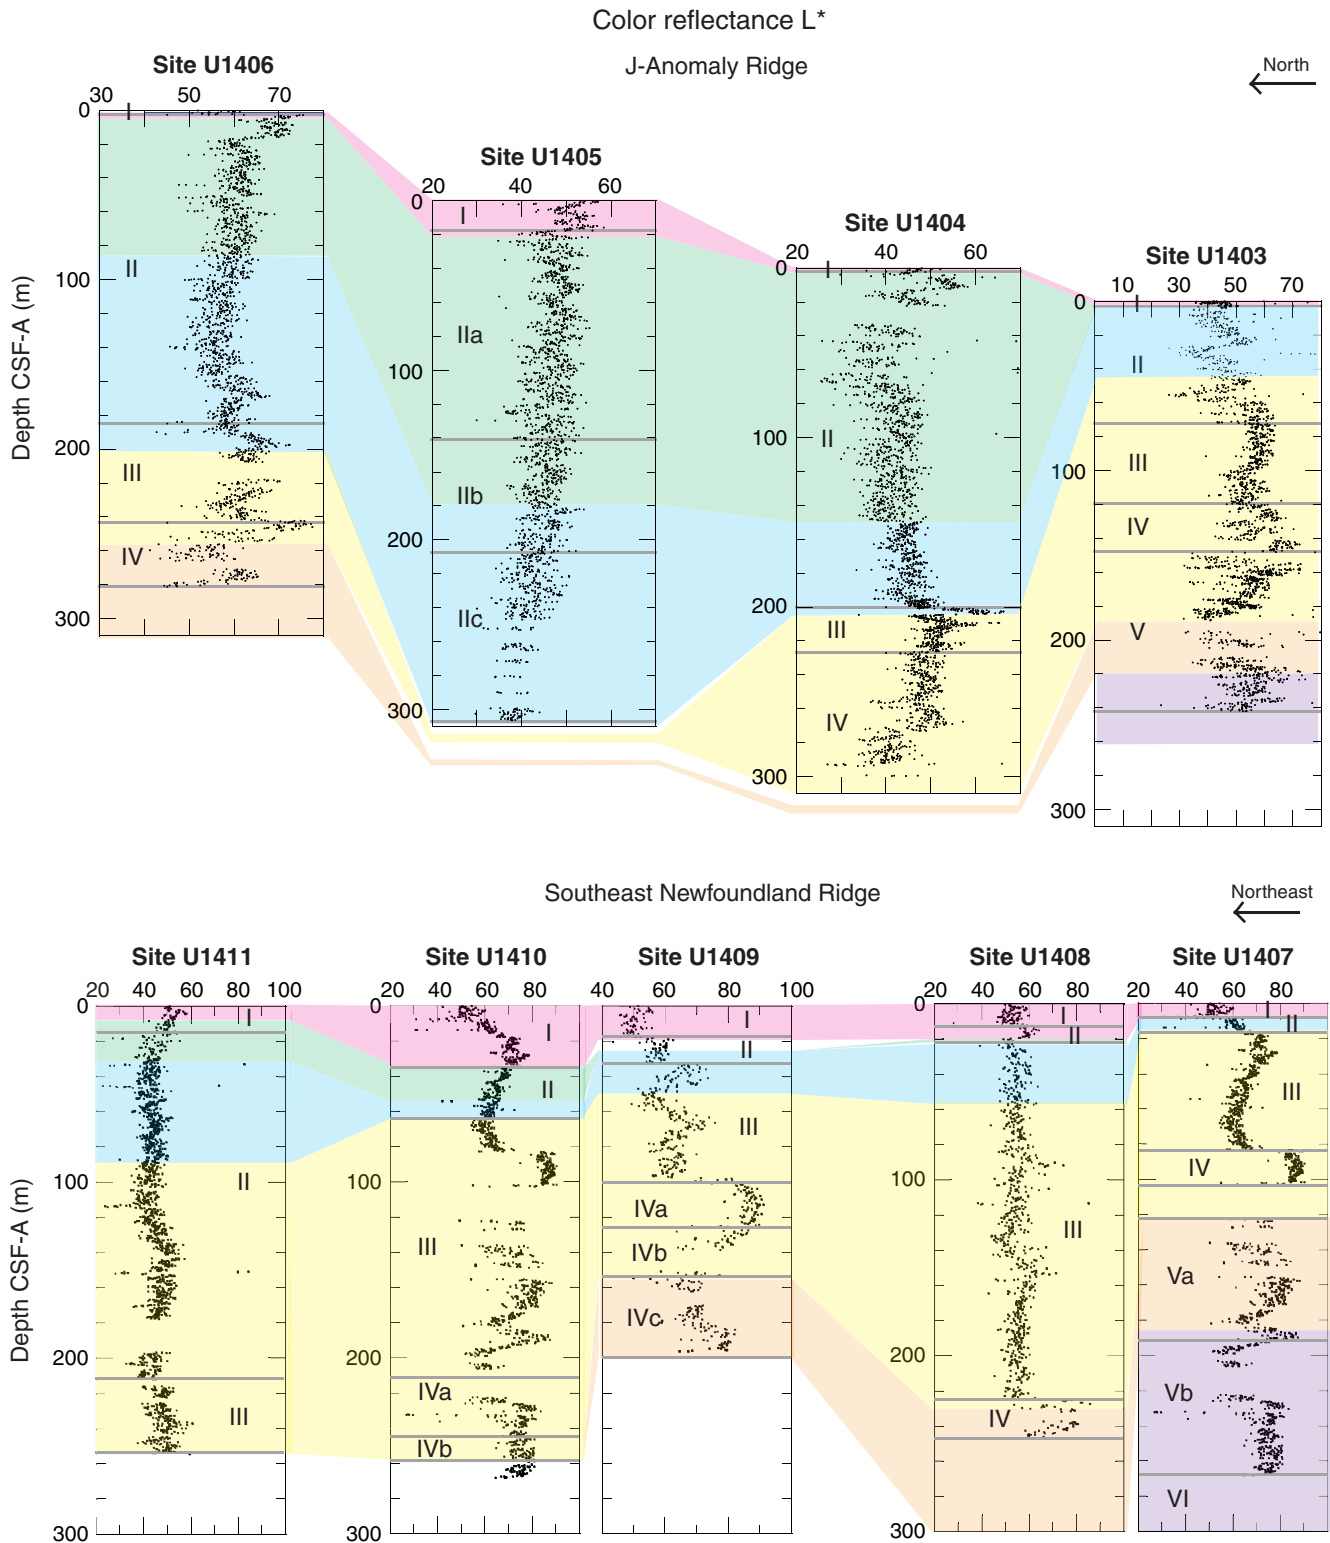 Color reflectance L*
J-Anomaly Ridge
North
Site U1406
30 50 70
Site U1405
20 40 60
Site U1404
20 40 60
Site U1403
10 30 50 70
Depth CSF-A (m)
0
100
200
300
I
II
III
IV
0
100
200
300
I
IIa
IIb
IIc
0
100
200
300
I
II
III
IV
0
100
200
300
I
II
III
IV
V
Southeast Newfoundland Ridge
Northeast
Site U1411
20 40 60 80 100
Site U1410
20 40 60 80
Site U1409
40 60 80 100
Site U1408
20 40 60 80
Site U1407
20 40 60 80
Depth CSF-A (m)
0
100
200
300
I
II
III
0
100
200
300
I
II
III
IVa
IVb
I
II
III
IVa
IVb
IVc
0
100
200
300
I
II
III
IV
I
II
III
IV
Va
Vb
VI